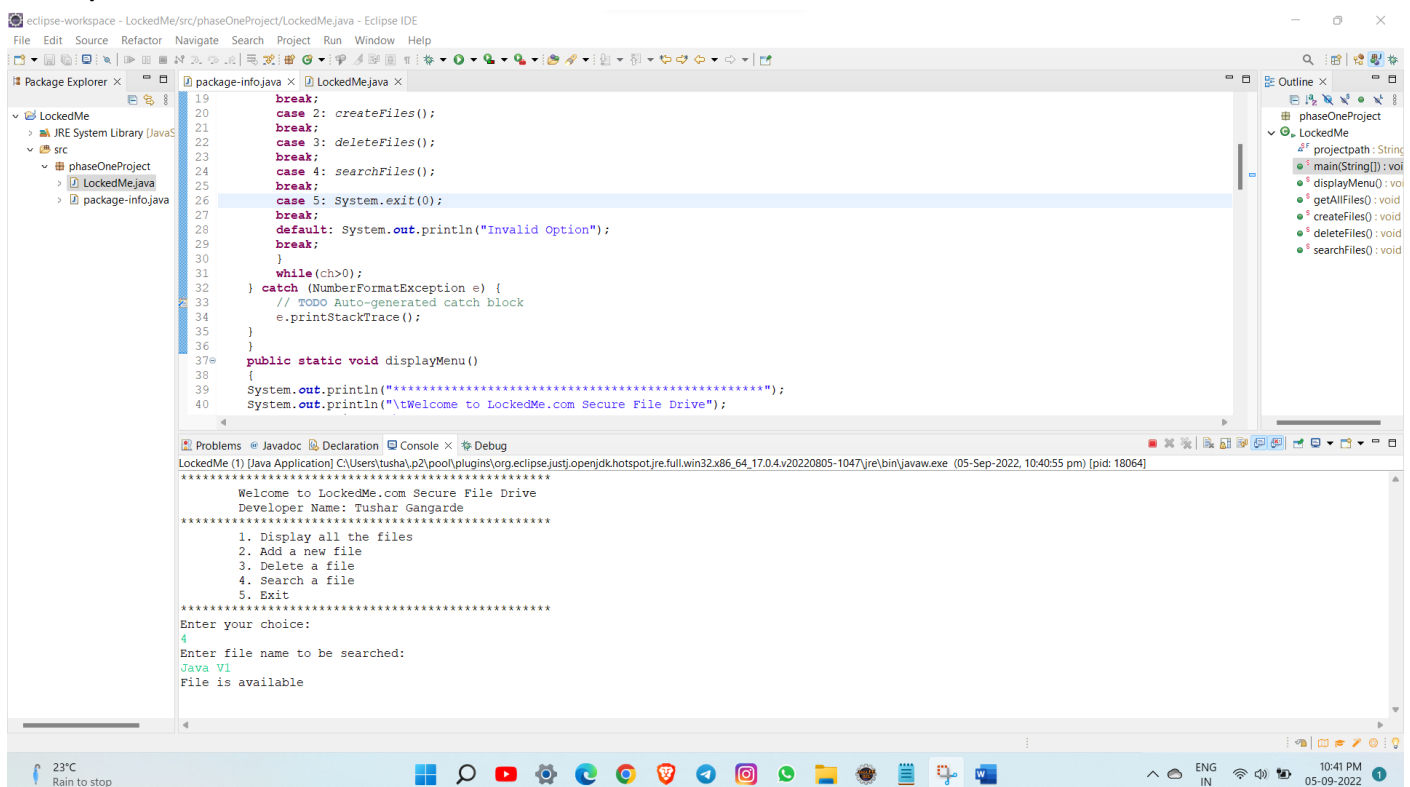 eclipse-workspace - LockedMe/src/phaseOneProject/LockedMe.java - Eclipse IDE
File Edit Source Refactor Navigate Search Project Run Window Help
Package Explorer
LockedMe
JRE System Library [JavaS
src
phaseOneProject
LockedMe.java
package-info.java
package-info.java LockedMe.java
19 break;
20 case 2: createFiles();
21 break;
22 case 3: deleteFiles();
23 break;
24 case 4: searchFiles();
25 break;
26 case 5: System.exit(0);
27 break;
28 default: System.out.println("Invalid Option");
29 break;
30 }
31 while(ch>0);
32 } catch (NumberFormatException e) {
33 // TODO Auto-generated catch block
34 e.printStackTrace();
35 }
36 }
37 public static void displayMenu()
38 {
39 System.out.println("***************************************************");
40 System.out.println("\tWelcome to LockedMe.com Secure File Drive");
Outline
phaseOneProject
LockedMe
projectpath : String
main(String[]) : voi
displayMenu() : vo
getAllFiles() : void
createFiles() : void
deleteFiles() : void
searchFiles() : void
Problems Javadoc Declaration Console Debug
LockedMe (1) [Java Application] C:\Users\tusha\.p2\pool\plugins\org.eclipse.justj.openjdk.hotspot.jre.full.win32.x86_64_17.0.4.v20220805-1047\jre\bin\javaw.exe (05-Sep-2022, 10:40:55 pm) [pid: 18064]
***************************************************
Welcome to LockedMe.com Secure File Drive
Developer Name: Tushar Gangarde
***************************************************
1. Display all the files
2. Add a new file
3. Delete a file
4. Search a file
5. Exit
***************************************************
Enter your choice:
4
Enter file name to be searched:
Java V1
File is available
23°C
Rain to stop
ENG
IN
10:41 PM
05-09-2022
1